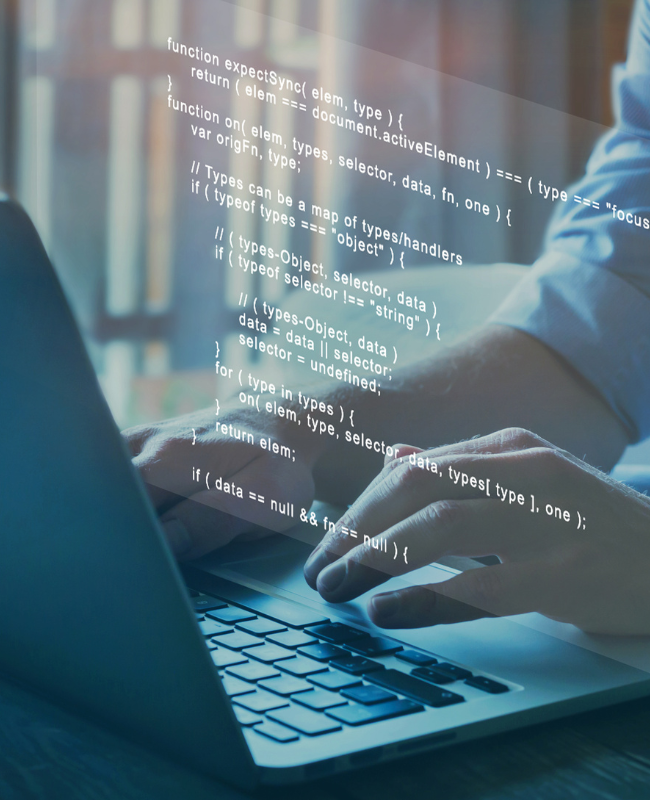 function expectSync( elem, type ) {
return ( elem === document.activeElement ) === ( type === "focus
}
function on( elem, types, selector, data, fn, one ) {
var origFn, type;
// Types can be a map of types/handlers
if ( typeof types === "object" ) {
// ( types-Object, selector, data )
if ( typeof selector !== "string" ) {
// ( types-Object, data )
data = data || selector;
selector = undefined;
}
for ( type in types ) {
on( elem, type, selector, data, types[ type ], one );
}
return elem;
}
if ( data == null && fn == null ) {